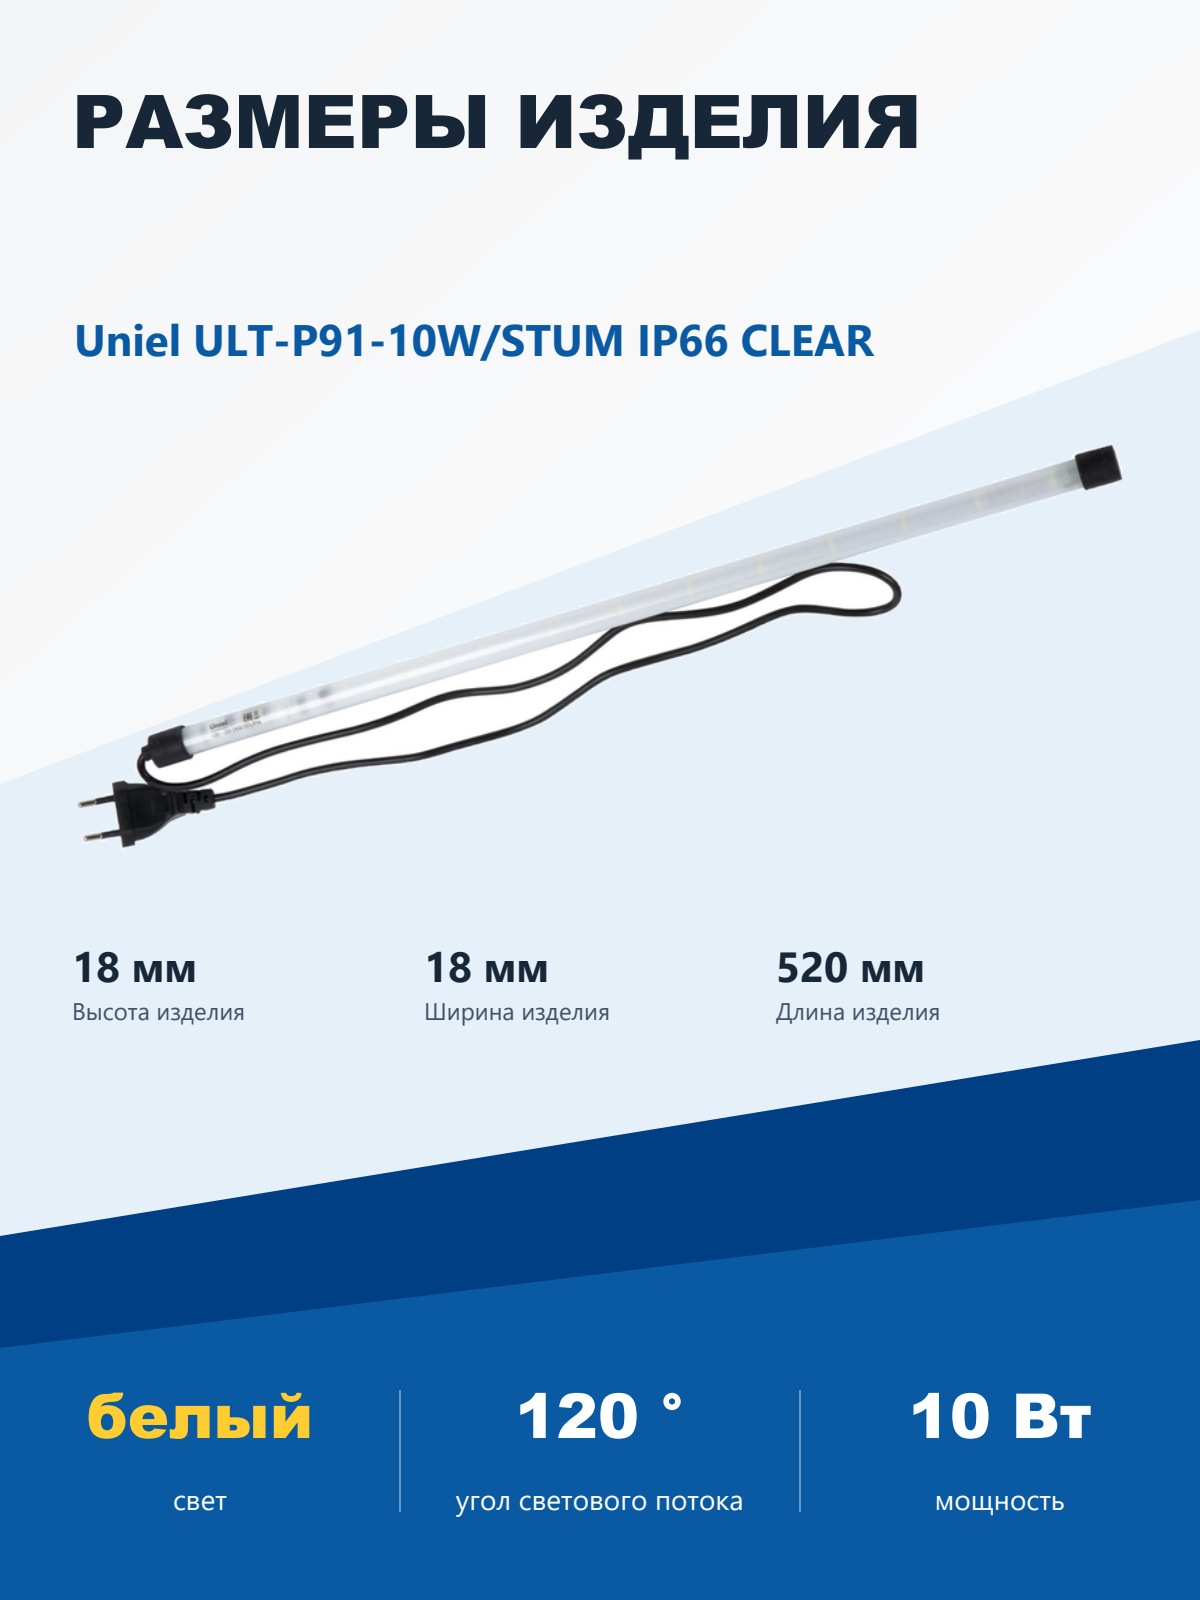 РАЗМЕРЫ ИЗДЕЛИЯ
Uniel ULT-P91-10W/STUM IP66 CLEAR
Uniel
18 мм
18 мм
520 мм
Высота изделия
Ширина изделия
Длина изделия
белый
120 °
10 Вт
свет
угол светового потока
мощность